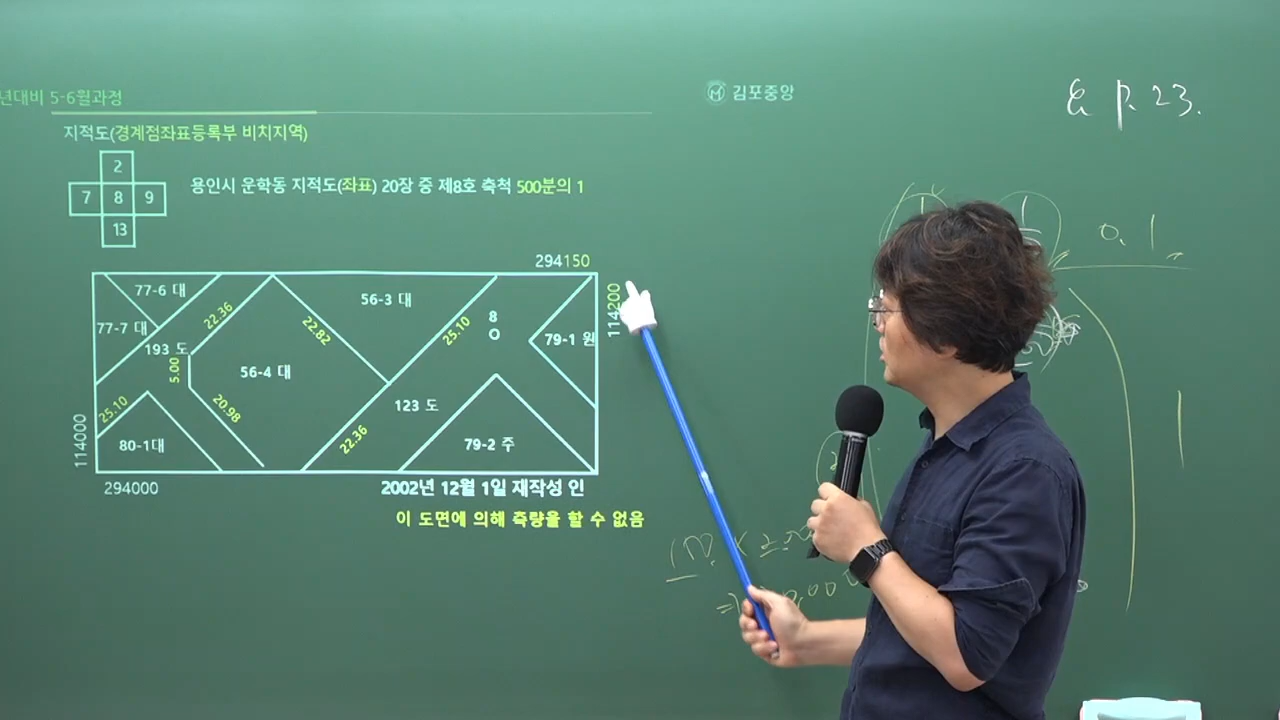 년대비 5-6월과정
김포중앙
& p.23.
지적도(경계점좌표등록부 비치지역)
2
7 8 9
13
용인시 운학동 지적도(좌표) 20장 중 제8호 축척 500분의 1
294150
114200
77-6 대
77-7 대
193 도
22.36
5.00
25.10
20.98
80-1대
56-4 대
22.82
56-3 대
25.10
8
0
79-1 원
123 도
22.36
79-2 주
114000
294000
2002년 12월 1일 재작성 인
이 도면에 의해 측량을 할 수 없음
0.1
1